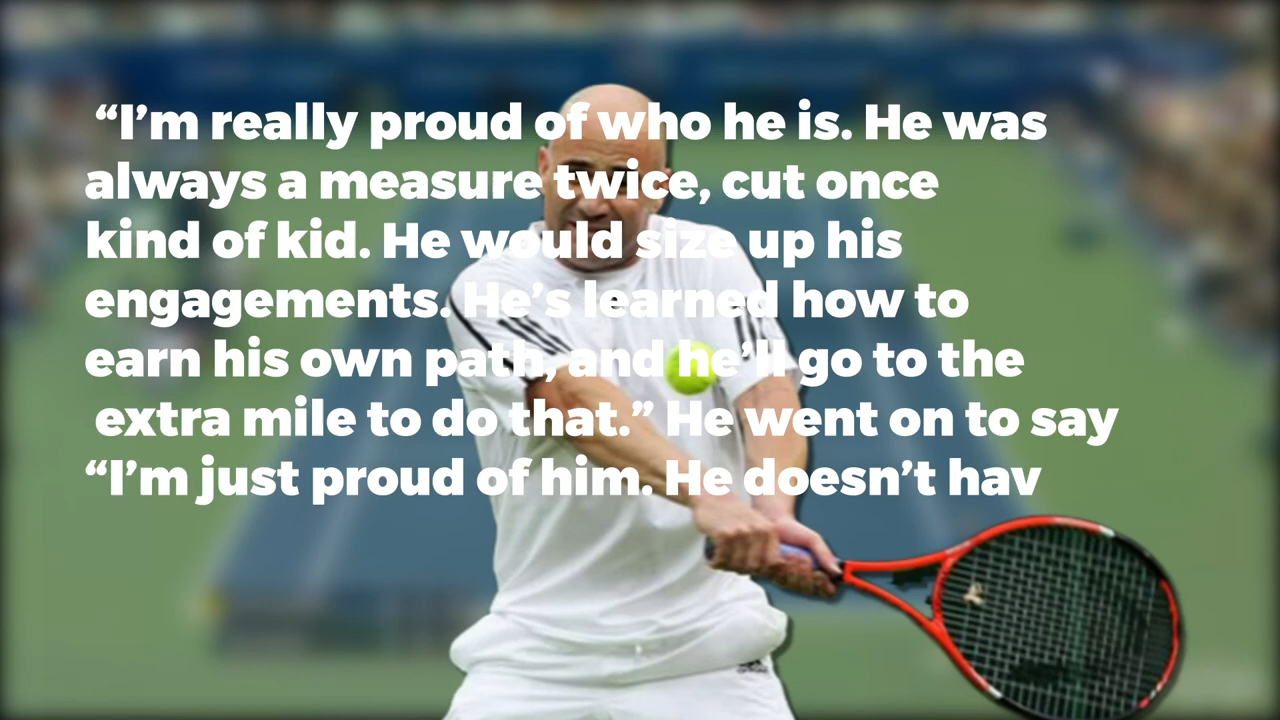 “I’m really proud of who he is. He was
always a measure twice, cut once
kind of kid. He would size up his
engagements. He’s learned how to
earn his own path, and he’ll go to the
extra mile to do that.” He went on to say
“I’m just proud of him. He doesn’t hav